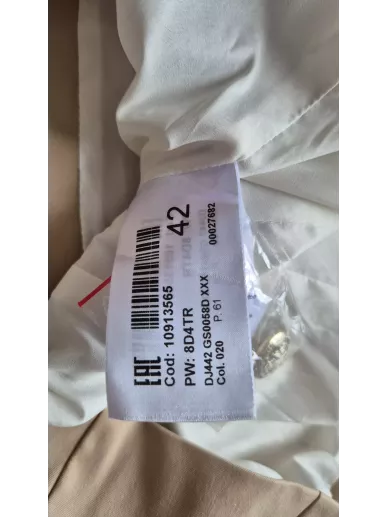 EAC
42
00027682
Cod: 10913565
PW: 8D4TR
DJ442 GS0058D XXX
P. 61
Col. 020